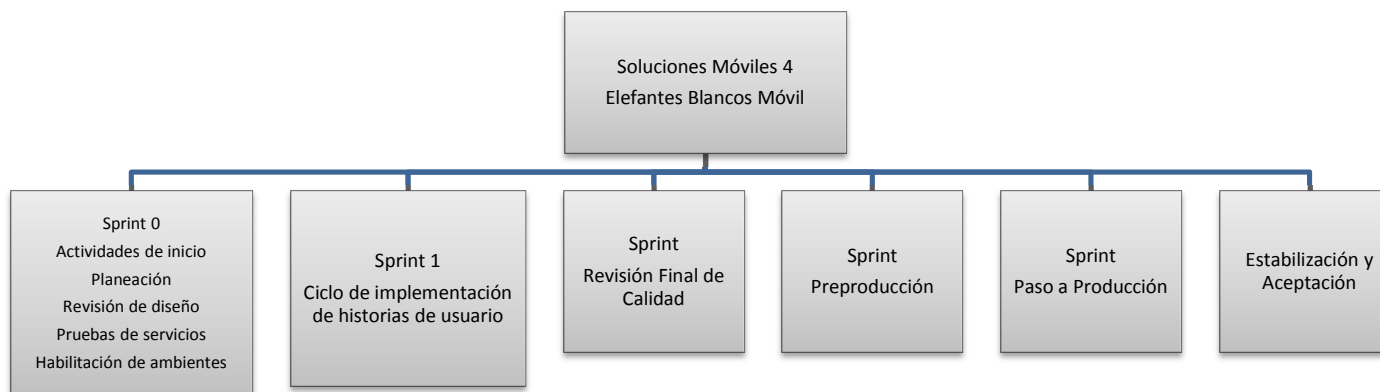 Soluciones Móviles 4
Elefantes Blancos Móvil
Sprint 0
Actividades de inicio
Planeación
Revisión de diseño
Pruebas de servicios
Habilitación de ambientes
Sprint 1
Ciclo de implementación
de historias de usuario
Sprint
Revisión Final de
Calidad
Sprint
Preproducción
Sprint
Paso a Producción
Estabilización y
Aceptación